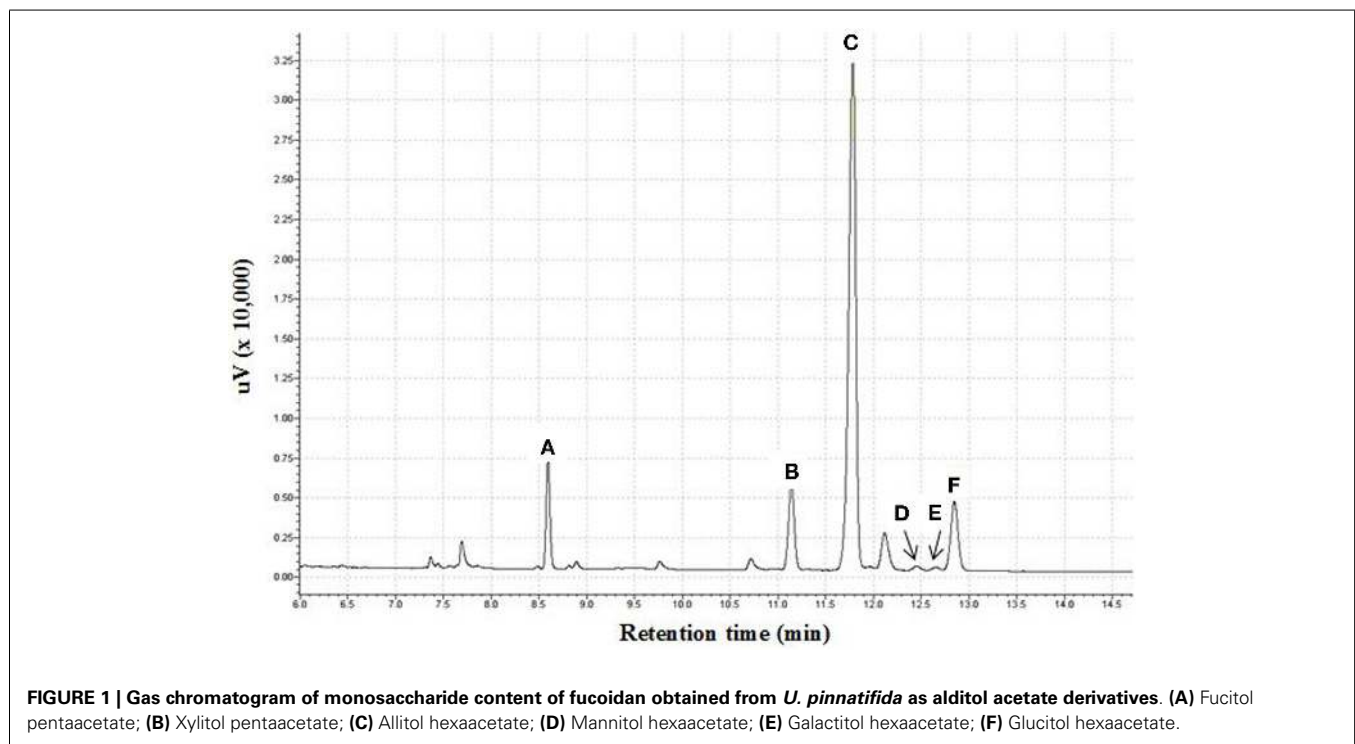 C
3.25
3.00
2.75
2.50
2.25
2.00
1.75
1.50
1.25
1.00
0.75
0.50
0.25
0.00
uV (x 10,000)
A
B
D
E
F
6.0 6.5 7.0 7.5 8.0 8.5 9.0 9.5 10.0 10.5 11.0 11.5 12.0 12.5 13.0 13.5 14.0 14.5
Retention time (min)
FIGURE 1 | Gas chromatogram of monosaccharide content of fucoidan obtained from U. pinnatifida as alditol acetate derivatives. (A) Fucitol
pentaacetate; (B) Xylitol pentaacetate; (C) Allitol hexaacetate; (D) Mannitol hexaacetate; (E) Galactitol hexaacetate; (F) Glucitol hexaacetate.